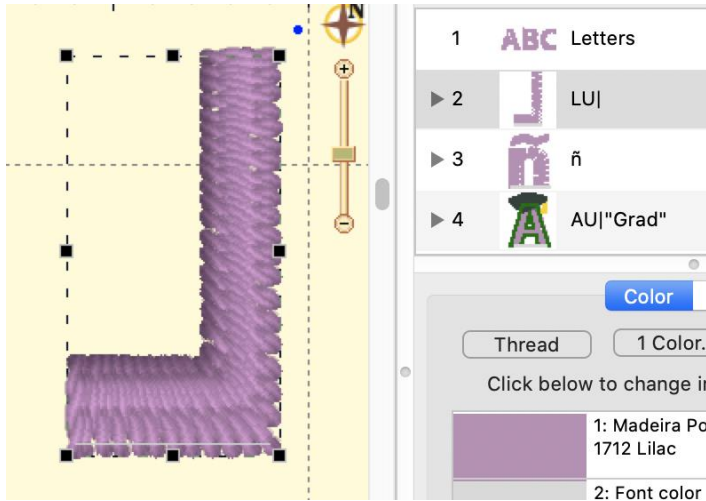 N
1 ABC Letters
2 LU|
3 ñ ñ
4 A AU|"Grad"
Color
Thread
1 Color.
Click below to change i
1: Madeira Po
1712 Lilac
2: Font color